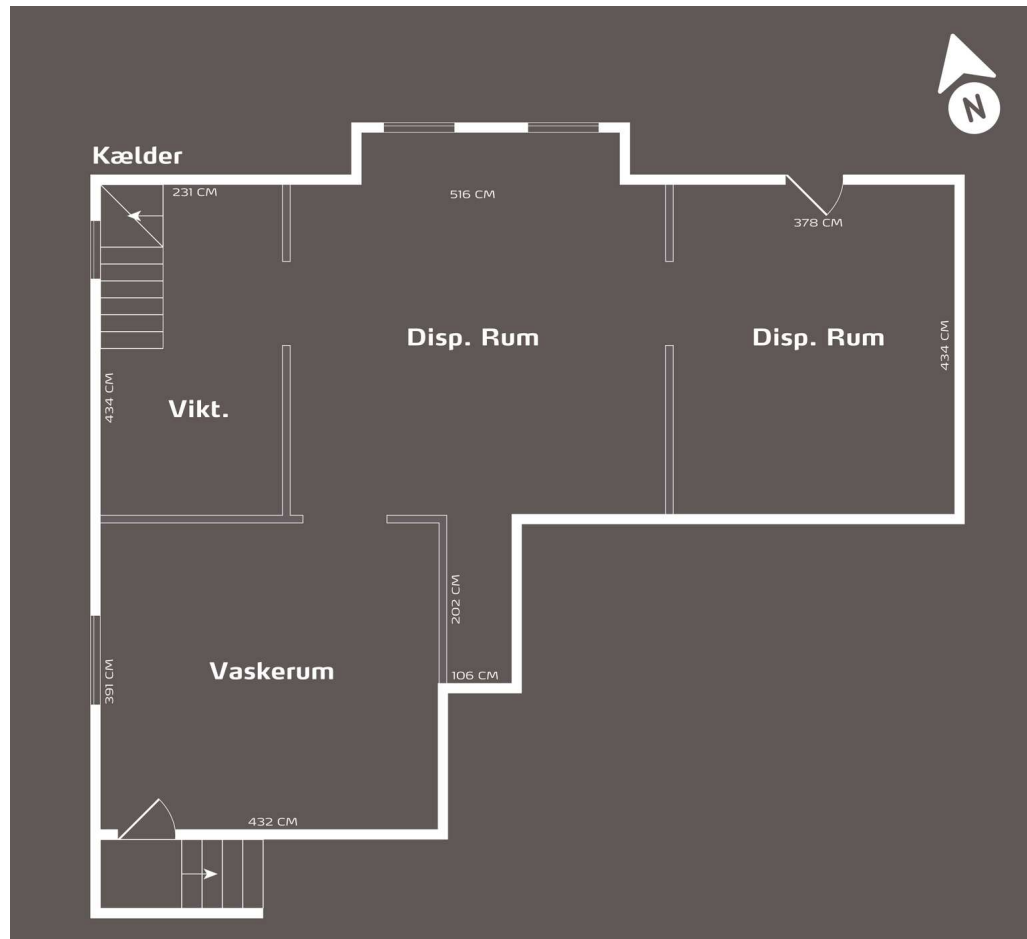 N
Kælder
231 CM
516 CM
378 CM
Disp. Rum
Disp. Rum
434 CM
434 CM
Vikt.
202 CM
Vaskerum
106 CM
391 CM
432 CM